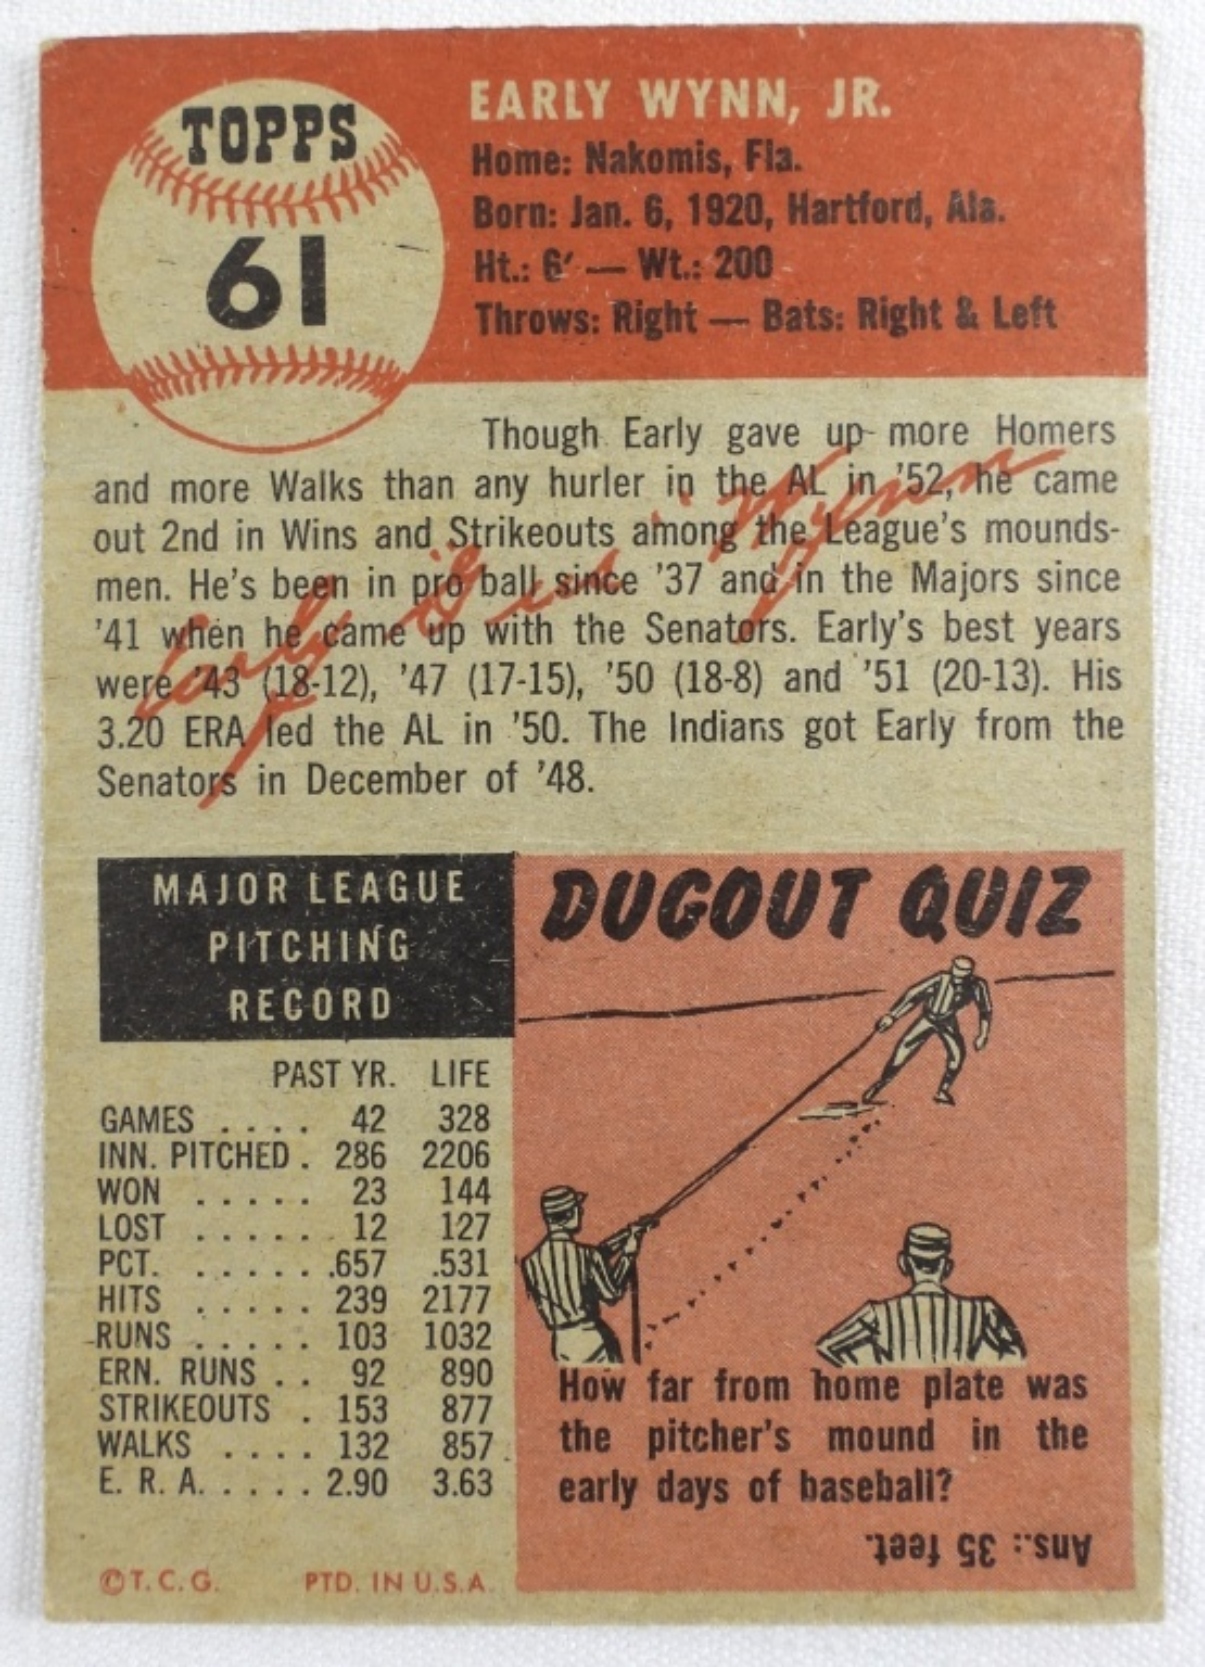 TOPPS
61
EARLY WYNN, JR.
Home: Nakomis, Fla.
Born: Jan. 6, 1920, Hartford, Ala.
Ht.: 6' — Wt.: 200
Throws: Right — Bats: Right & Left
Though Early gave up more Homers
and more Walks than any hurler in the AL in '52, he came
out 2nd in Wins and Strikeouts among the League's mounds-
men. He's been in pro ball since '37 and in the Majors since
'41 when he came up with the Senators. Early's best years
were '43 (18-12), '47 (17-15), '50 (18-8) and '51 (20-13). His
3.20 ERA led the AL in '50. The Indians got Early from the
Senators in December of '48.
Early "Gus" Wynn
MAJOR LEAGUE
PITCHING
RECORD
PAST YR. LIFE
GAMES . . . . 42 328
INN. PITCHED . 286 2206
WON . . . . . 23 144
LOST . . . . . 12 127
PCT. . . . . . .657 .531
HITS . . . . . 239 2177
RUNS . . . . . 103 1032
ERN. RUNS . . 92 890
STRIKEOUTS . 153 877
WALKS . . . . 132 857
E. R. A. . . . . 2.90 3.63
©T. C. G. PTD. IN U.S.A.
DUGOUT QUIZ
How far from home plate was
the pitcher's mound in the
early days of baseball?
Ans.: 35 feet.